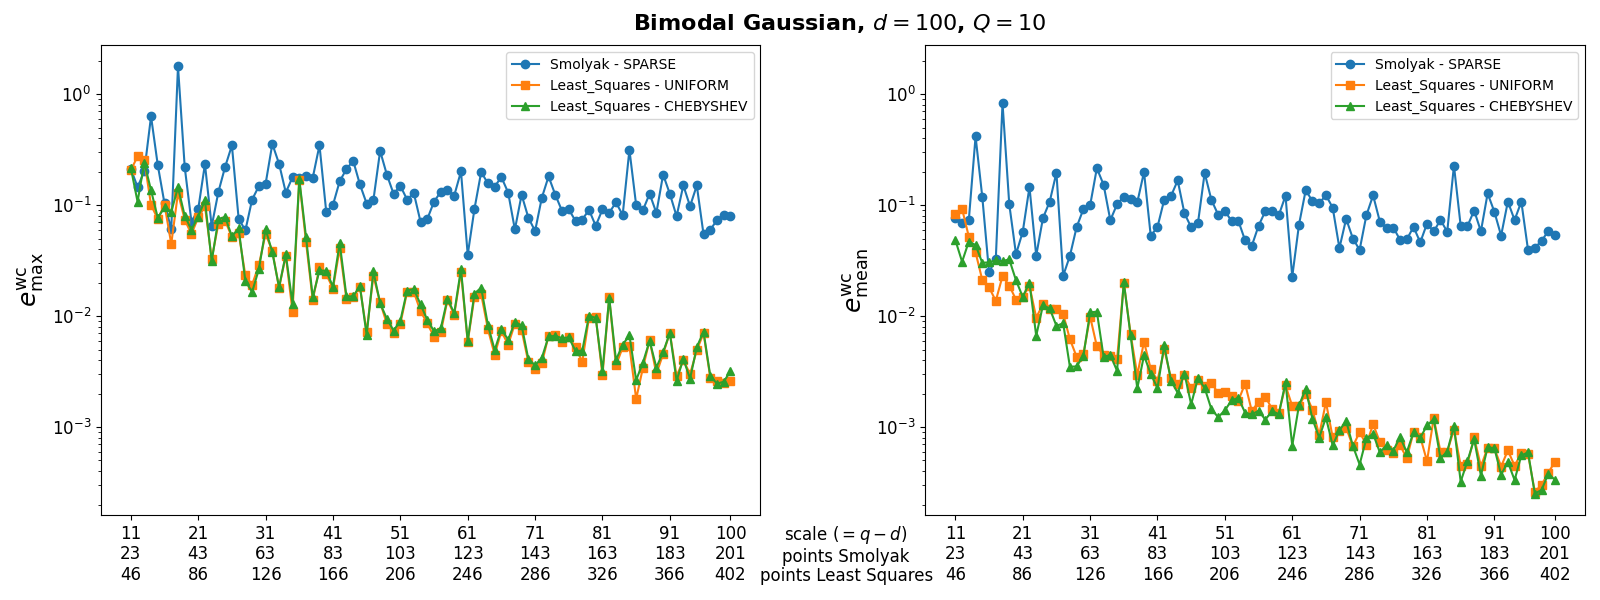 Bimodal Gaussian, d = 100, Q = 10
Smolyak - SPARSE
Least_Squares - UNIFORM
Least_Squares - CHEBYSHEV
10⁰
10⁻¹
10⁻²
10⁻³
e^wc_max
11 21 31 41 51 61 71 81 91 100
23 43 63 83 103 123 143 163 183 201
46 86 126 166 206 246 286 326 366 402
scale (= q − d)
points Smolyak
points Least Squares
Smolyak - SPARSE
Least_Squares - UNIFORM
Least_Squares - CHEBYSHEV
10⁰
10⁻¹
10⁻²
10⁻³
e^wc_mean
11 21 31 41 51 61 71 81 91 100
23 43 63 83 103 123 143 163 183 201
46 86 126 166 206 246 286 326 366 402